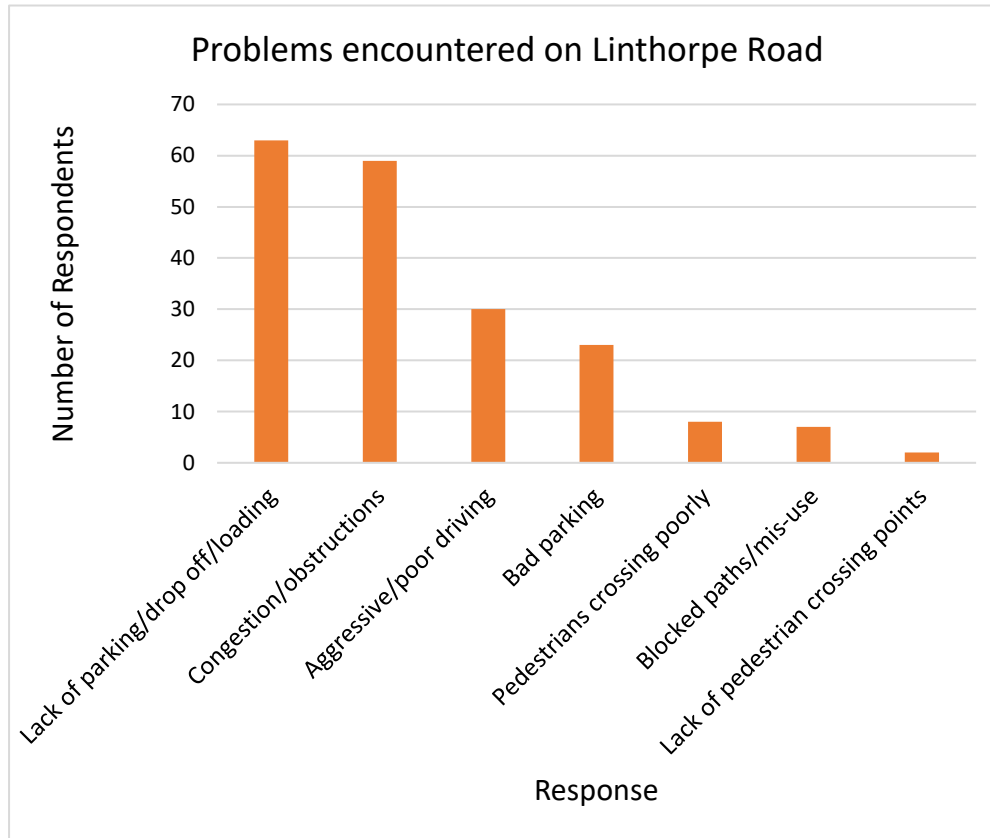 Problems encountered on Linthorpe Road
Number of Respondents
70
60
50
40
30
20
10
0
Lack of parking/drop off/loading
Congestion/obstructions
Aggressive/poor driving
Bad parking
Pedestrians crossing poorly
Blocked paths/mis-use
Lack of pedestrian crossing points
Response